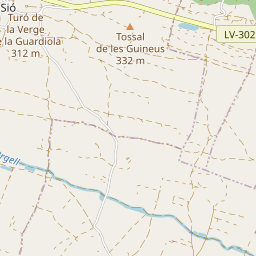 Sió
Turó de
la Verge
e la Guardiola
312 m
Tossal
de les Guineus
332 m
LV-302
rgell